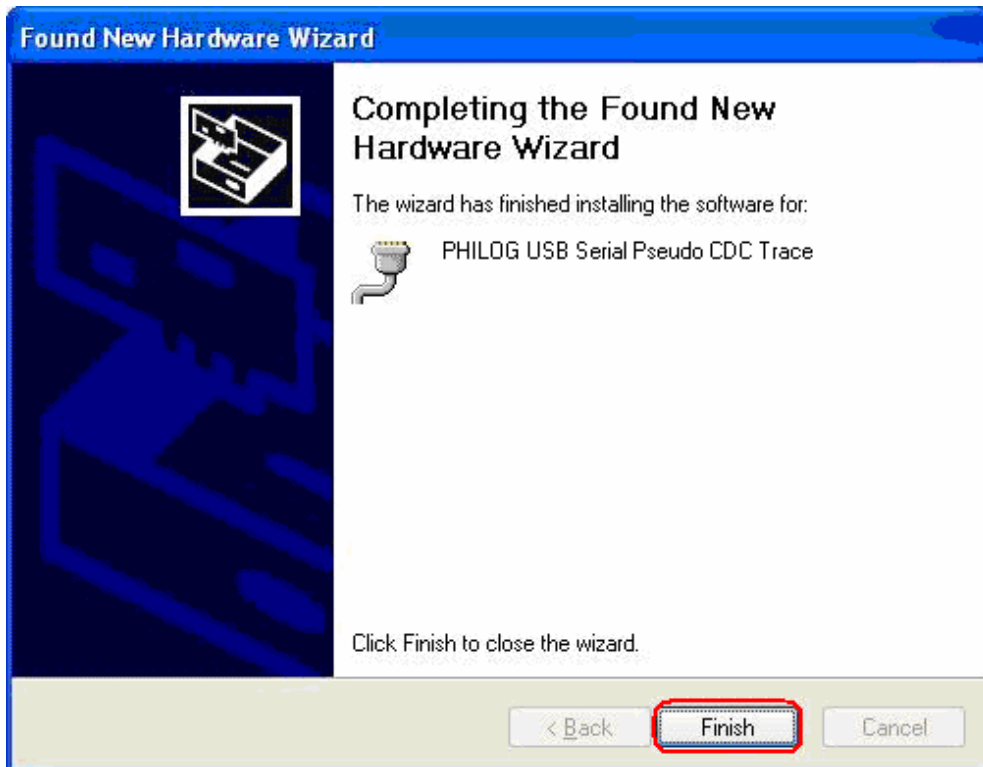 Found New Hardware Wizard
Completing the Found New
Hardware Wizard
The wizard has finished installing the software for:
PHILOG USB Serial Pseudo CDC Trace
Click Finish to close the wizard.
< Back
Finish
Cancel